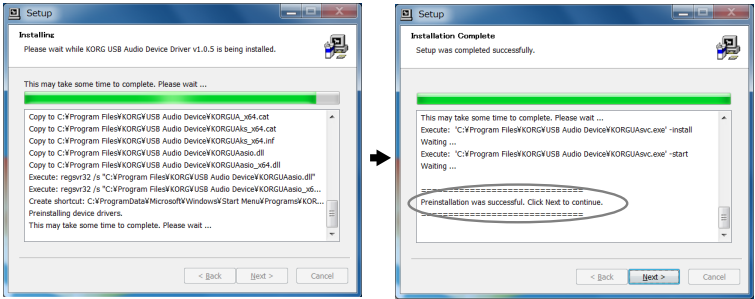 Setup
Installing
Please wait while KORG USB Audio Device Driver v1.0.5 is being installed.
This may take some time to complete. Please wait ...
Copy to C:¥Program Files¥KORG¥USB Audio Device¥KORGUA_x64.cat
Copy to C:¥Program Files¥KORG¥USB Audio Device¥KORGUAks_x64.cat
Copy to C:¥Program Files¥KORG¥USB Audio Device¥KORGUAks_x64.inf
Copy to C:¥Program Files¥KORG¥USB Audio Device¥KORGUAasio.dll
Copy to C:¥Program Files¥KORG¥USB Audio Device¥KORGUAasio_x64.dll
Execute: regsvr32 /s "C:¥Program Files¥KORG¥USB Audio Device¥KORGUAasio.dll"
Execute: regsvr32 /s "C:¥Program Files¥KORG¥USB Audio Device¥KORGUAasio_x6...
Create shortcut: C:¥ProgramData¥Microsoft¥Windows¥Start Menu¥Programs¥KOR...
Preinstalling device drivers.
This may take some time to complete. Please wait ...
< Back Next > Cancel
Setup
Installation Complete
Setup was completed successfully.
This may take some time to complete. Please wait ...
Execute: 'C:¥Program Files¥KORG¥USB Audio Device¥KORGUAsvc.exe' -install
Waiting ...
Execute: 'C:¥Program Files¥KORG¥USB Audio Device¥KORGUAsvc.exe' -start
Waiting ...
==================================
Preinstallation was successful. Click Next to continue.
==================================
< Back Next > Cancel